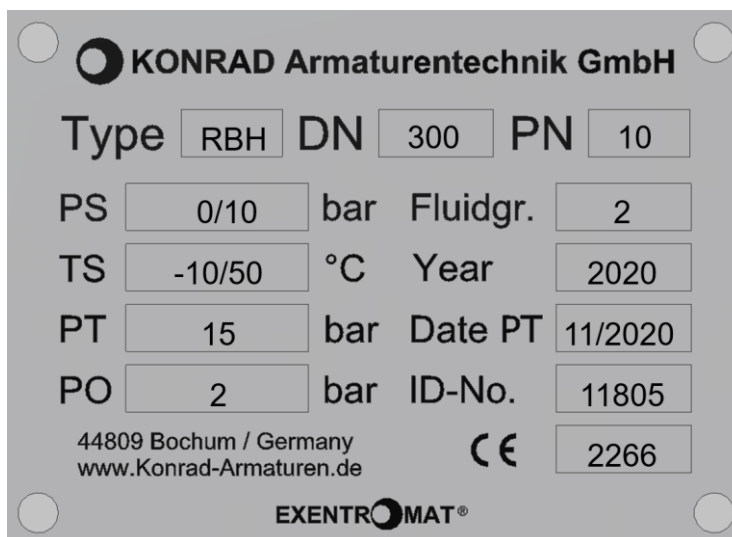 KONRAD Armaturentechnik GmbH
Type RBH DN 300 PN 10
PS 0/10 bar Fluidgr. 2
TS -10/50 °C Year 2020
PT 15 bar Date PT 11/2020
PO 2 bar ID-No. 11805
44809 Bochum / Germany
www.Konrad-Armaturen.de
CE 2266
EXENTROMAT®